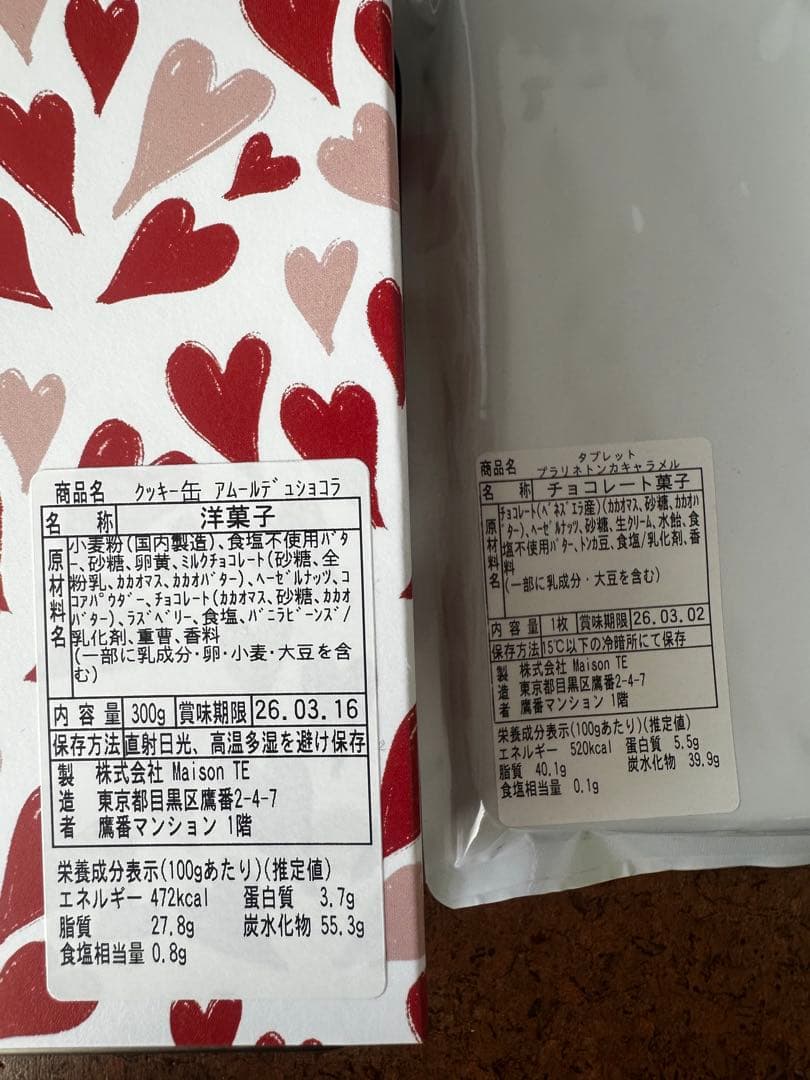 商品名 クッキー缶 アムールデュショコラ
名 称 洋菓子
原材料名
小麦粉(国内製造)、食塩不使用バタ
ー、砂糖、卵黄、ミルクチョコレート(砂糖、全
粉乳、カカオマス、カカオバター)、ヘーゼルナッツ、コ
コアパウダー、チョコレート(カカオマス、砂糖、カカオ
バター)、ラズベリー、食塩、バニラビーンズ/
乳化剤、重曹、香料
(一部に乳成分・卵・小麦・大豆を含
む)
内 容 量 300g 賞味期限 26.03.16
保存方法 直射日光、高温多湿を避け保存
製造者
株式会社 Maison TE
東京都目黒区鷹番2-4-7
鷹番マンション 1階
栄養成分表示(100gあたり)(推定値)
エネルギー 472kcal 蛋白質 3.7g
脂質 27.8g 炭水化物 55.3g
食塩相当量 0.8g
商品名 タブレット
プラリネトンカキャラメル
名 称 チョコレート菓子
原材料名
チョコレート(ベネズエラ産)(カカオマス、砂糖、カカオバ
ター)、ヘーゼルナッツ、砂糖、生クリーム、水飴、食
塩不使用バター、トンカ豆、食塩/乳化剤、香
料
(一部に乳成分・大豆を含む)
内 容 量 1枚 賞味期限 26.03.02
保存方法 15℃以下の冷暗所にて保存
製造者
株式会社 Maison TE
東京都目黒区鷹番2-4-7
鷹番マンション 1階
栄養成分表示(100gあたり)(推定値)
エネルギー 520kcal 蛋白質 5.5g
脂質 40.1g 炭水化物 39.9g
食塩相当量 0.1g